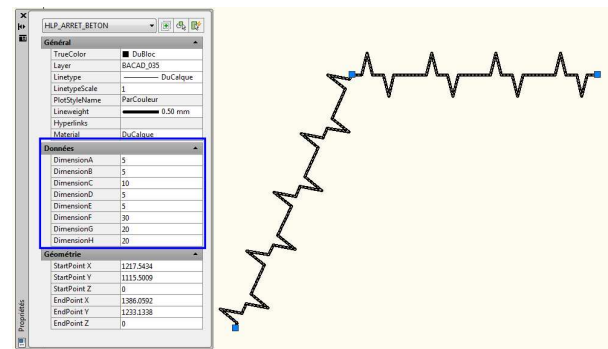 HLP_ARRET_BETON
Général
TrueColor DuBloc
Layer BACAD_035
Linetype DuCalque
LinetypeScale 1
PlotStyleName ParCouleur
Lineweight 0.50 mm
Hyperlinks
Material DuCalque
Données
DimensionA 5
DimensionB 5
DimensionC 10
DimensionD 5
DimensionE 5
DimensionF 30
DimensionG 20
DimensionH 20
Géométrie
StartPoint X 1217.5434
StartPoint Y 1115.5009
StartPoint Z 0
EndPoint X 1386.0592
EndPoint Y 1233.1338
EndPoint Z 0
Propriétés